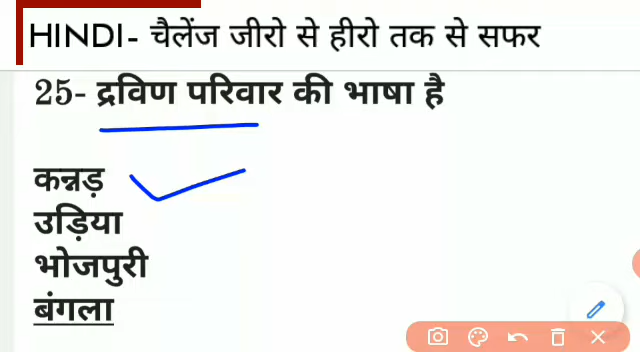 HINDI- चैलेंज जीरो से हीरो तक से सफर
25- द्रविण परिवार की भाषा है
कन्नड़
उड़िया
भोजपुरी
बंगला